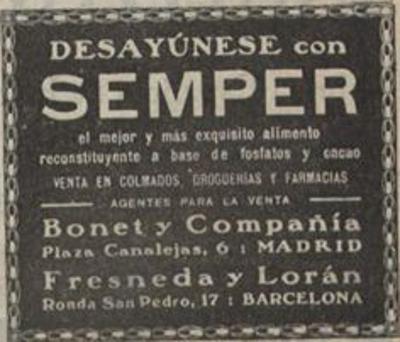 DESAYÚNESE con
SEMPER
el mejor y más exquisito alimento
reconstituyente a base de fosfatos y cacao
VENTA EN COLMADOS, DROGUERÍAS Y FARMACIAS
AGENTES PARA LA VENTA
Bonet y Compañía
Plaza Canalejas, 6 : MADRID
Fresneda y Lorán
Ronda San Pedro, 17 : BARCELONA